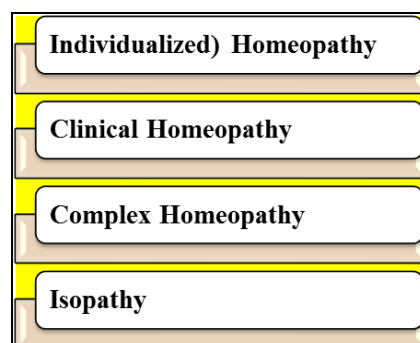 Individualized) Homeopathy
Clinical Homeopathy
Complex Homeopathy
Isopathy